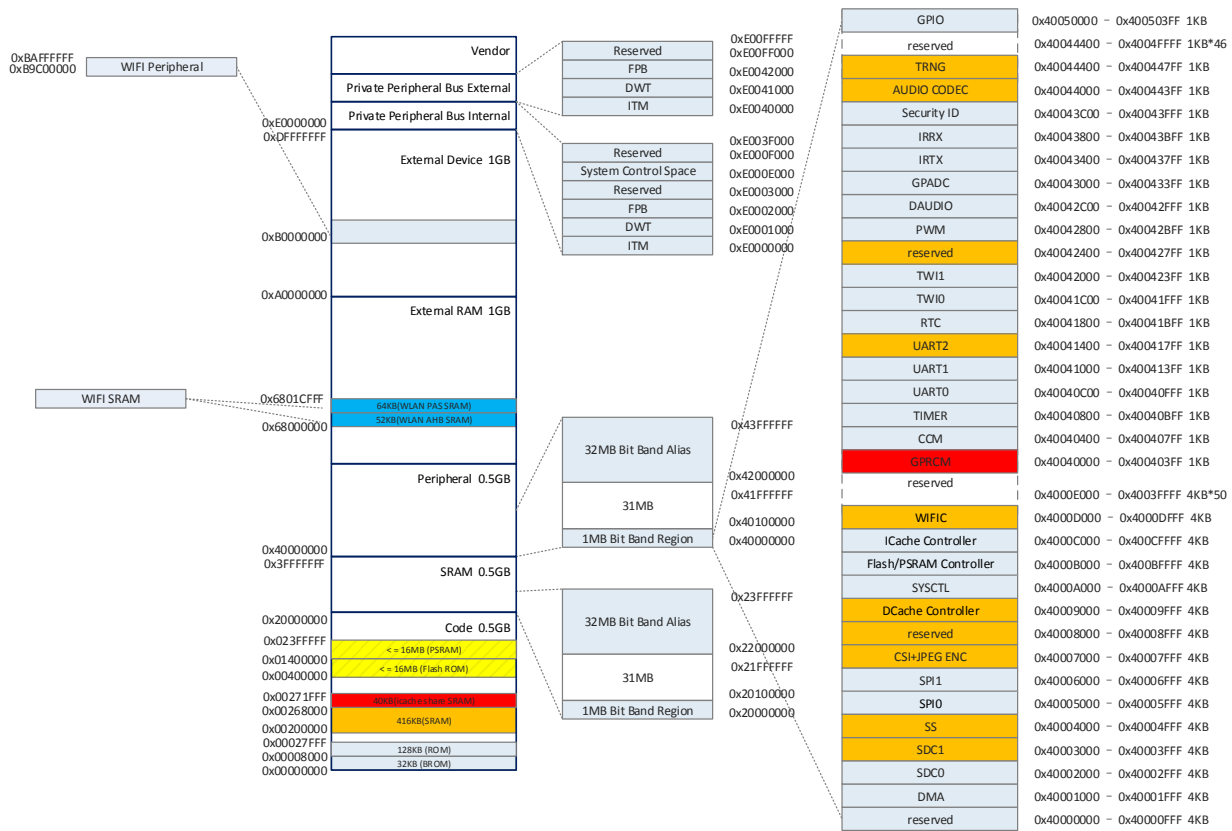 0xBAFFFFFF
0xB9C00000
WIFI Peripheral
WIFI SRAM
Vendor
Private Peripheral Bus External
Private Peripheral Bus Internal
0xE0000000
0xDFFFFFFF
External Device 1GB
0xB0000000
0xA0000000
External RAM 1GB
0x6801CFFF
64KB(WLAN PAS SRAM)
52KB(WLAN AHB SRAM)
0x68000000
Peripheral 0.5GB
0x40000000
0x3FFFFFFF
SRAM 0.5GB
0x20000000
Code 0.5GB
0x023FFFFF
<= 16MB (PSRAM)
0x01400000
<= 16MB (Flash ROM)
0x00400000
0x00271FFF
40KB(icache shari SRAM)
0x00268000
416KB(SRAM)
0x00200000
0x00027FFF
128KB (ROM)
0x00008000
32KB (BROM)
0x00000000
0xE00FFFFF
Reserved
0xE00FF000
FPB
0xE0042000
DWT
0xE0041000
ITM
0xE0040000
0xE003F000
Reserved
0xE000F000
System Control Space
0xE000E000
Reserved
0xE0003000
FPB
0xE0002000
DWT
0xE0001000
ITM
0xE0000000
0x43FFFFFF
32MB Bit Band Alias
0x42000000
0x41FFFFFF
31MB
0x40100000
1MB Bit Band Region
0x40000000
0x23FFFFFF
32MB Bit Band Alias
0x22000000
0x21FFFFFF
31MB
0x20100000
1MB Bit Band Region
0x20000000
GPIO 0x40050000 - 0x400503FF 1KB
reserved 0x40044400 - 0x4004FFFF 1KB*46
TRNG 0x40044400 - 0x400447FF 1KB
AUDIO CODEC 0x40044000 - 0x400443FF 1KB
Security ID 0x40043C00 - 0x40043FFF 1KB
IRRX 0x40043800 - 0x40043BFF 1KB
IRTX 0x40043400 - 0x400437FF 1KB
GPADC 0x40043000 - 0x400433FF 1KB
DAUDIO 0x40042C00 - 0x40042FFF 1KB
PWM 0x40042800 - 0x40042BFF 1KB
reserved 0x40042400 - 0x400427FF 1KB
TWI1 0x40042000 - 0x400423FF 1KB
TWI0 0x40041C00 - 0x40041FFF 1KB
RTC 0x40041800 - 0x40041BFF 1KB
UART2 0x40041400 - 0x400417FF 1KB
UART1 0x40041000 - 0x400413FF 1KB
UART0 0x40040C00 - 0x40040FFF 1KB
TIMER 0x40040800 - 0x40040BFF 1KB
CCM 0x40040400 - 0x400407FF 1KB
GPRCM 0x40040000 - 0x400403FF 1KB
reserved 0x4000E000 - 0x4003FFFF 4KB*50
WIFIC 0x4000D000 - 0x4000DFFF 4KB
ICache Controller 0x4000C000 - 0x400CFFFF 4KB
Flash/PSRAM Controller 0x4000B000 - 0x400BFFFF 4KB
SYSCTL 0x4000A000 - 0x4000AFFF 4KB
DCache Controller 0x40009000 - 0x40009FFF 4KB
reserved 0x40008000 - 0x40008FFF 4KB
CSI+JPEG ENC 0x40007000 - 0x40007FFF 4KB
SPI1 0x40006000 - 0x40006FFF 4KB
SPI0 0x40005000 - 0x40005FFF 4KB
SS 0x40004000 - 0x40004FFF 4KB
SDC1 0x40003000 - 0x40003FFF 4KB
SDC0 0x40002000 - 0x40002FFF 4KB
DMA 0x40001000 - 0x40001FFF 4KB
reserved 0x40000000 - 0x40000FFF 4KB